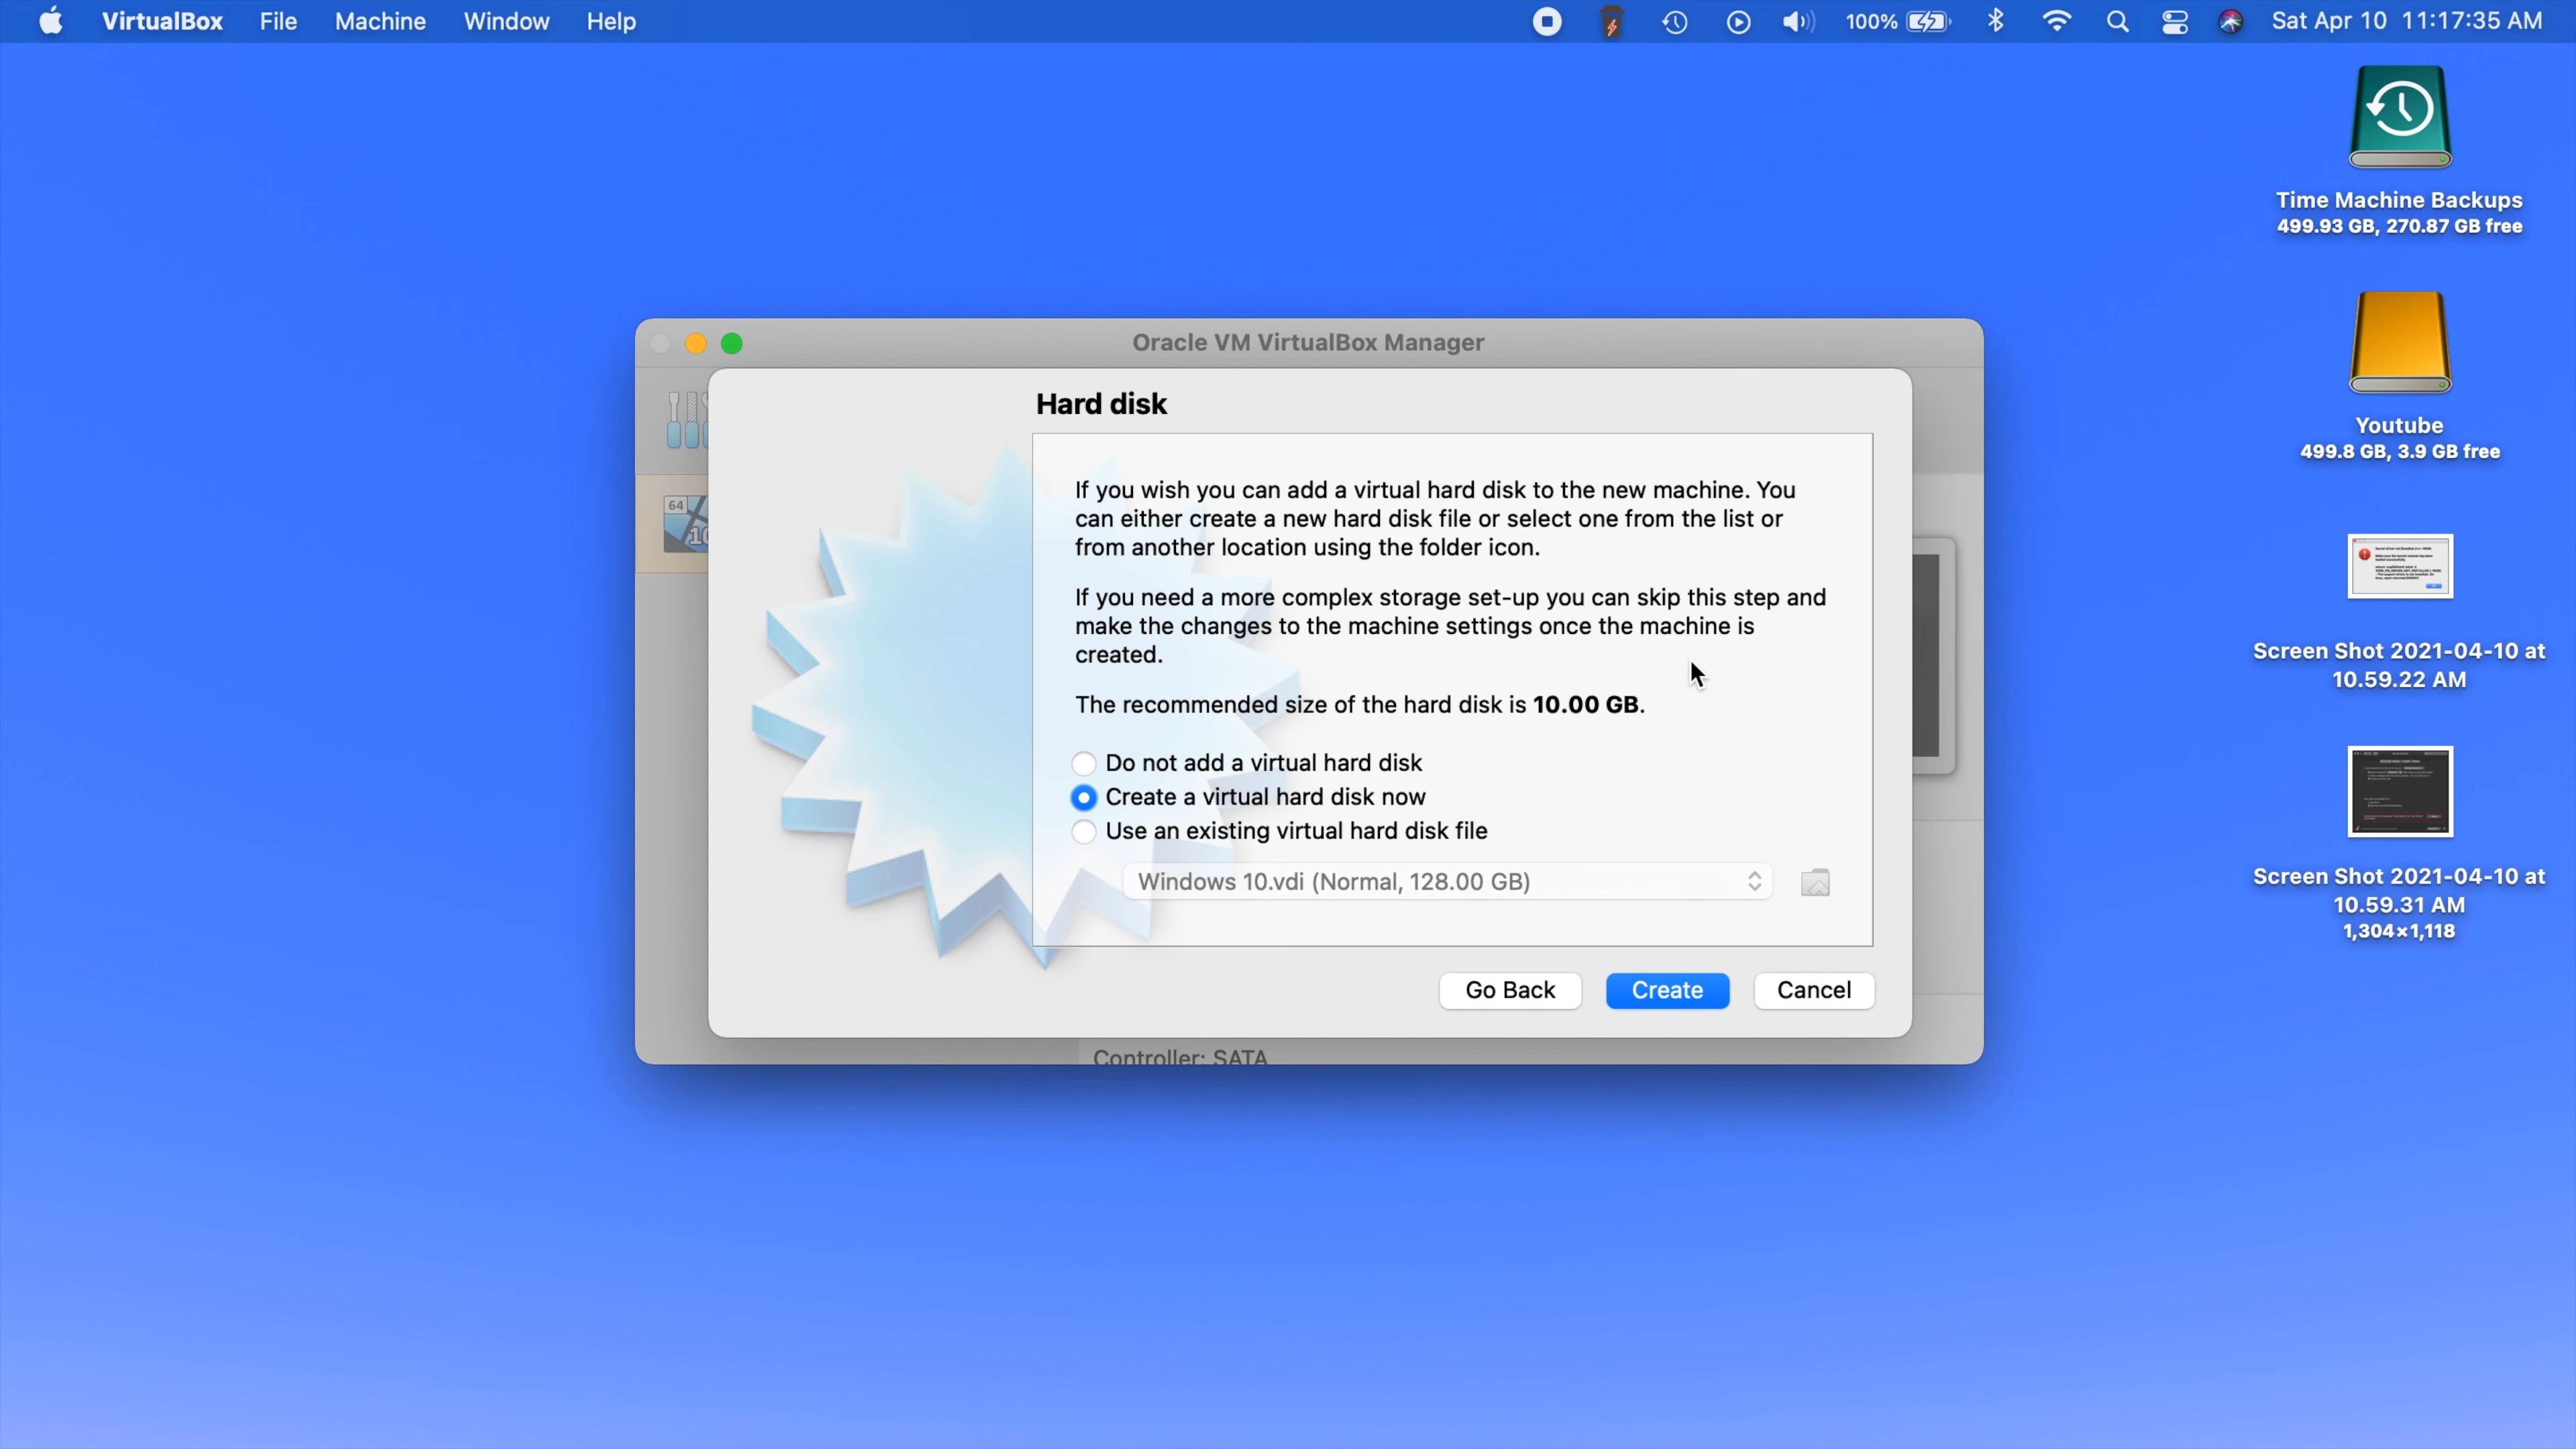 VirtualBox File Machine Window Help 100% Sat Apr 10 11:17:35 AM
Time Machine Backups
499.93 GB, 270.87 GB free
Youtube
499.8 GB, 3.9 GB free
Screen Shot 2021-04-10 at
10.59.22 AM
Screen Shot 2021-04-10 at
10.59.31 AM
1,304×1,118
Oracle VM VirtualBox Manager
64
10
Hard disk
If you wish you can add a virtual hard disk to the new machine. You
can either create a new hard disk file or select one from the list or
from another location using the folder icon.
If you need a more complex storage set-up you can skip this step and
make the changes to the machine settings once the machine is
created.
The recommended size of the hard disk is 10.00 GB.
Do not add a virtual hard disk
Create a virtual hard disk now
Use an existing virtual hard disk file
Windows 10.vdi (Normal, 128.00 GB)
Go Back Create Cancel
Controller: SATA